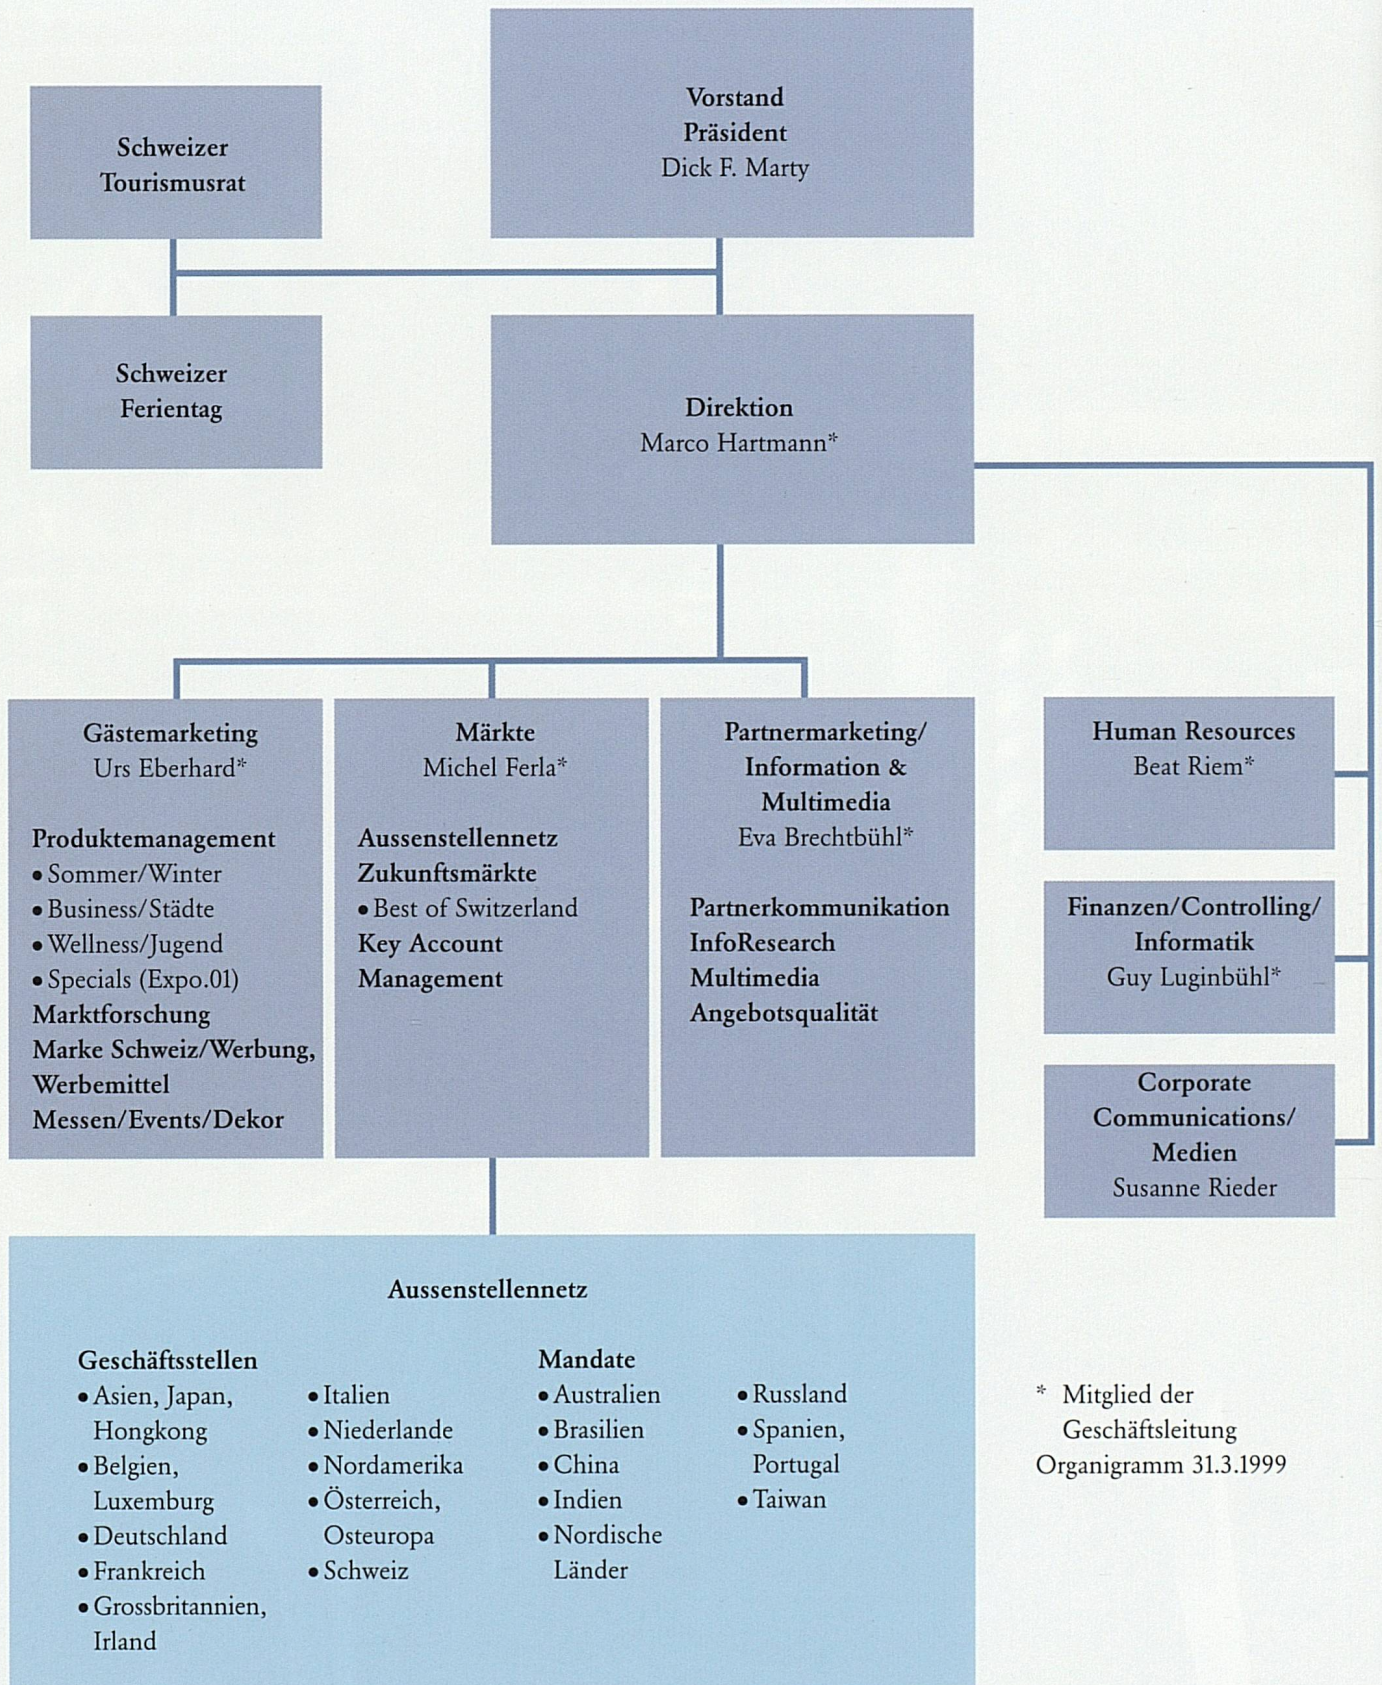 Vorstand
Präsident
Dick F. Marty
Schweizer
Tourismusrat
Schweizer
Ferientag
Direktion
Marco Hartmann*
Gästemarketing
Urs Eberhard*
Produktemanagement
• Sommer/Winter
• Business/Städte
• Wellness/Jugend
• Specials (Expo.01)
Marktforschung
Marke Schweiz/Werbung,
Werbemittel
Messen/Events/Dekor
Märkte
Michel Ferla*
Aussenstellennetz
Zukunftsmärkte
• Best of Switzerland
Key Account
Management
Partnermarketing/
Information &
Multimedia
Eva Brechtbühl*
Partnerkommunikation
InfoResearch
Multimedia
Angebotsqualität
Human Resources
Beat Riem*
Finanzen/Controlling/
Informatik
Guy Luginbühl*
Corporate
Communications/
Medien
Susanne Rieder
Aussenstellennetz
Geschäftsstellen
• Asien, Japan,
Hongkong
• Belgien,
Luxemburg
• Deutschland
• Frankreich
• Grossbritannien,
Irland
• Italien
• Niederlande
• Nordamerika
• Österreich,
Osteuropa
• Schweiz
Mandate
• Australien
• Brasilien
• China
• Indien
• Nordische
Länder
• Russland
• Spanien,
Portugal
• Taiwan
* Mitglied der
Geschäftsleitung
Organigramm 31.3.1999